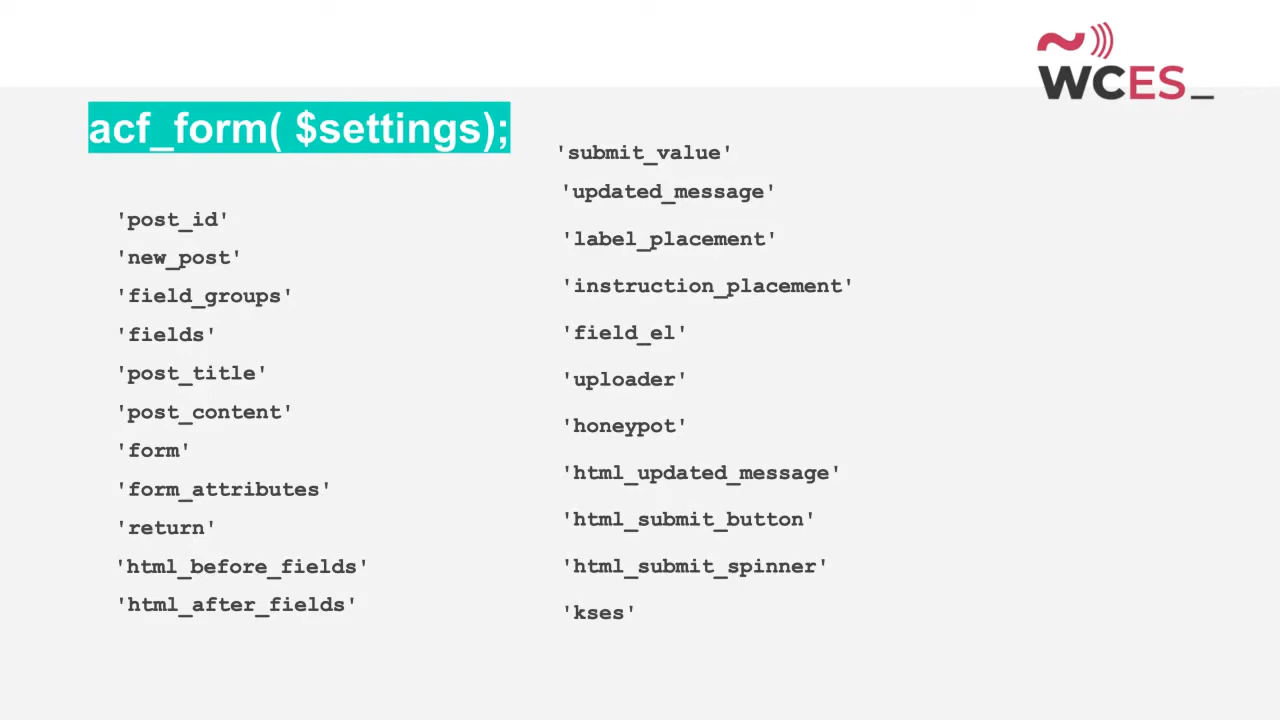 WCES_
acf_form( $settings);
'post_id'
'new_post'
'field_groups'
'fields'
'post_title'
'post_content'
'form'
'form_attributes'
'return'
'html_before_fields'
'html_after_fields'
'submit_value'
'updated_message'
'label_placement'
'instruction_placement'
'field_el'
'uploader'
'honeypot'
'html_updated_message'
'html_submit_button'
'html_submit_spinner'
'kses'